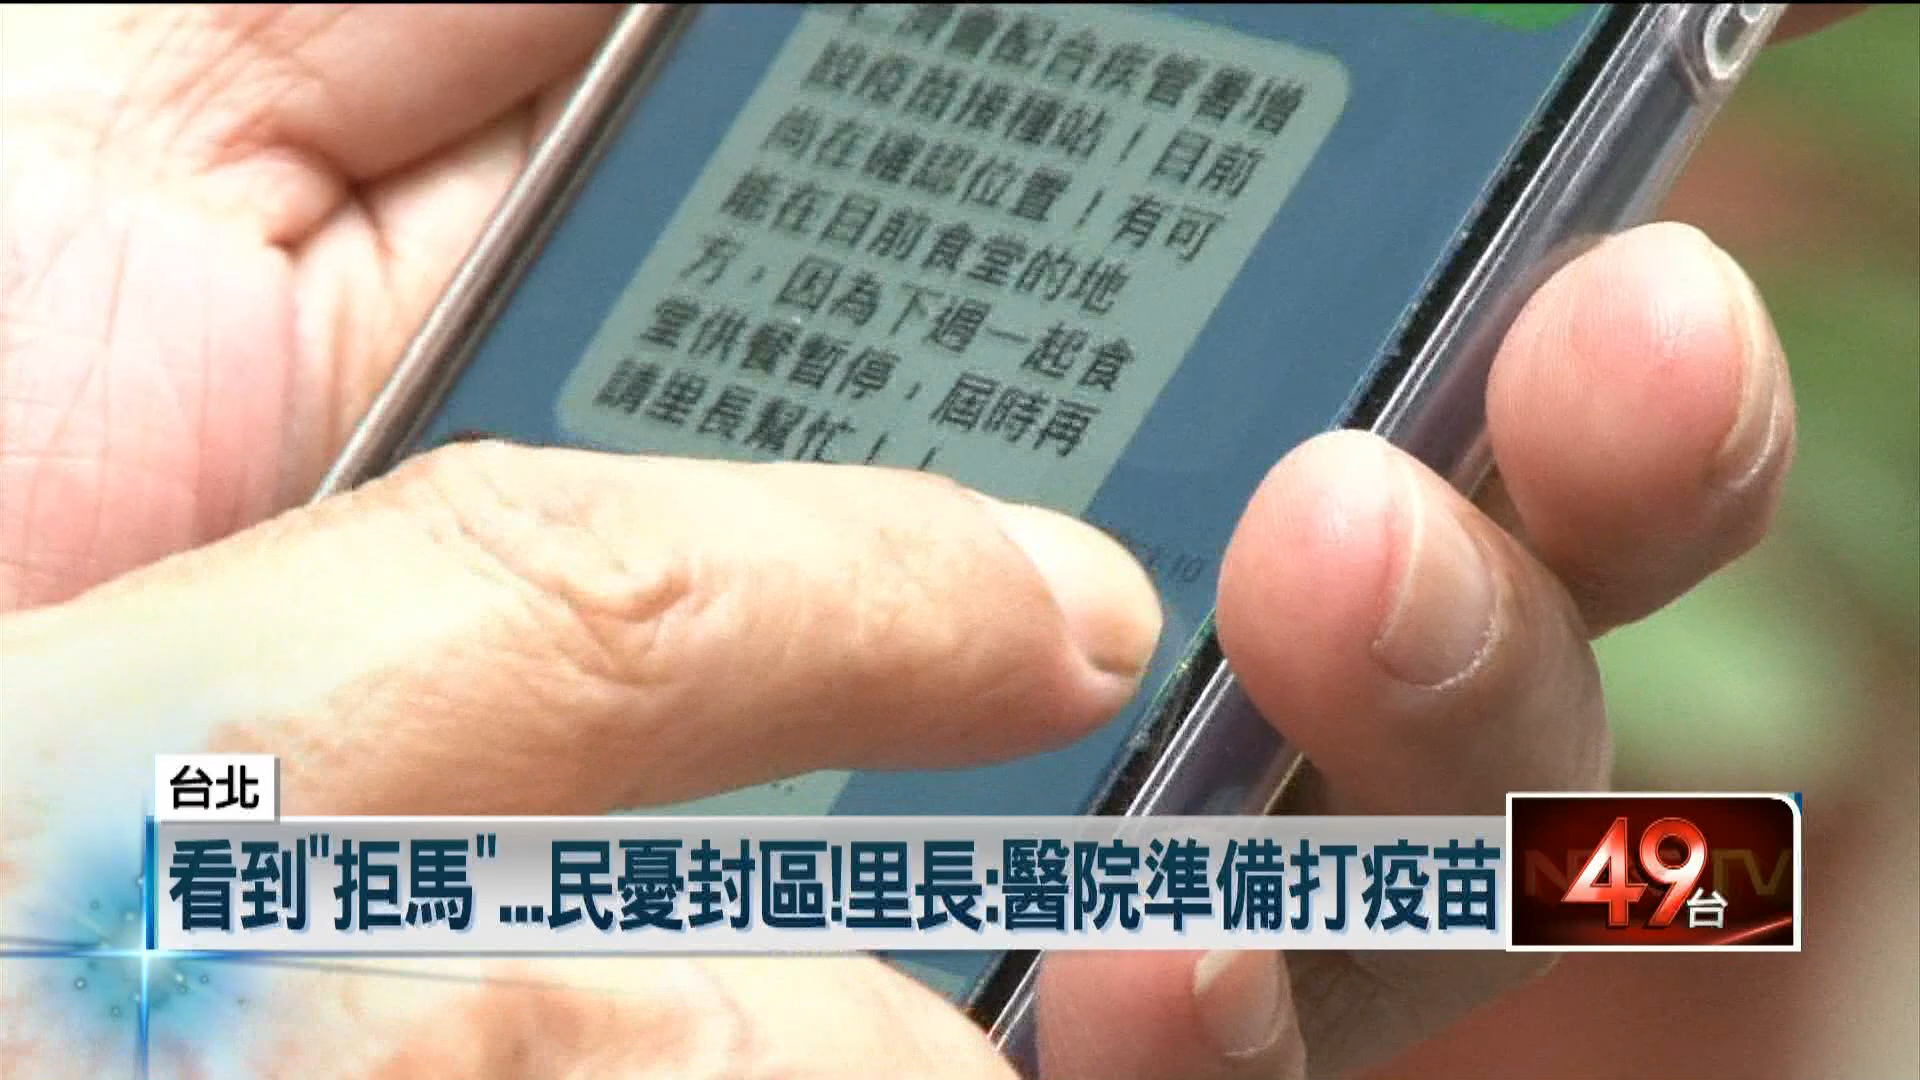 仁濟會配合疾管署增
設疫苗接種站！目前
尚在確認位置！有可
能在目前食堂的地
方，因為下週一起食
堂供餐暫停，屆時再
請里長幫忙！！
台北
看到"拒馬"...民憂封區!里長:醫院準備打疫苗
49台